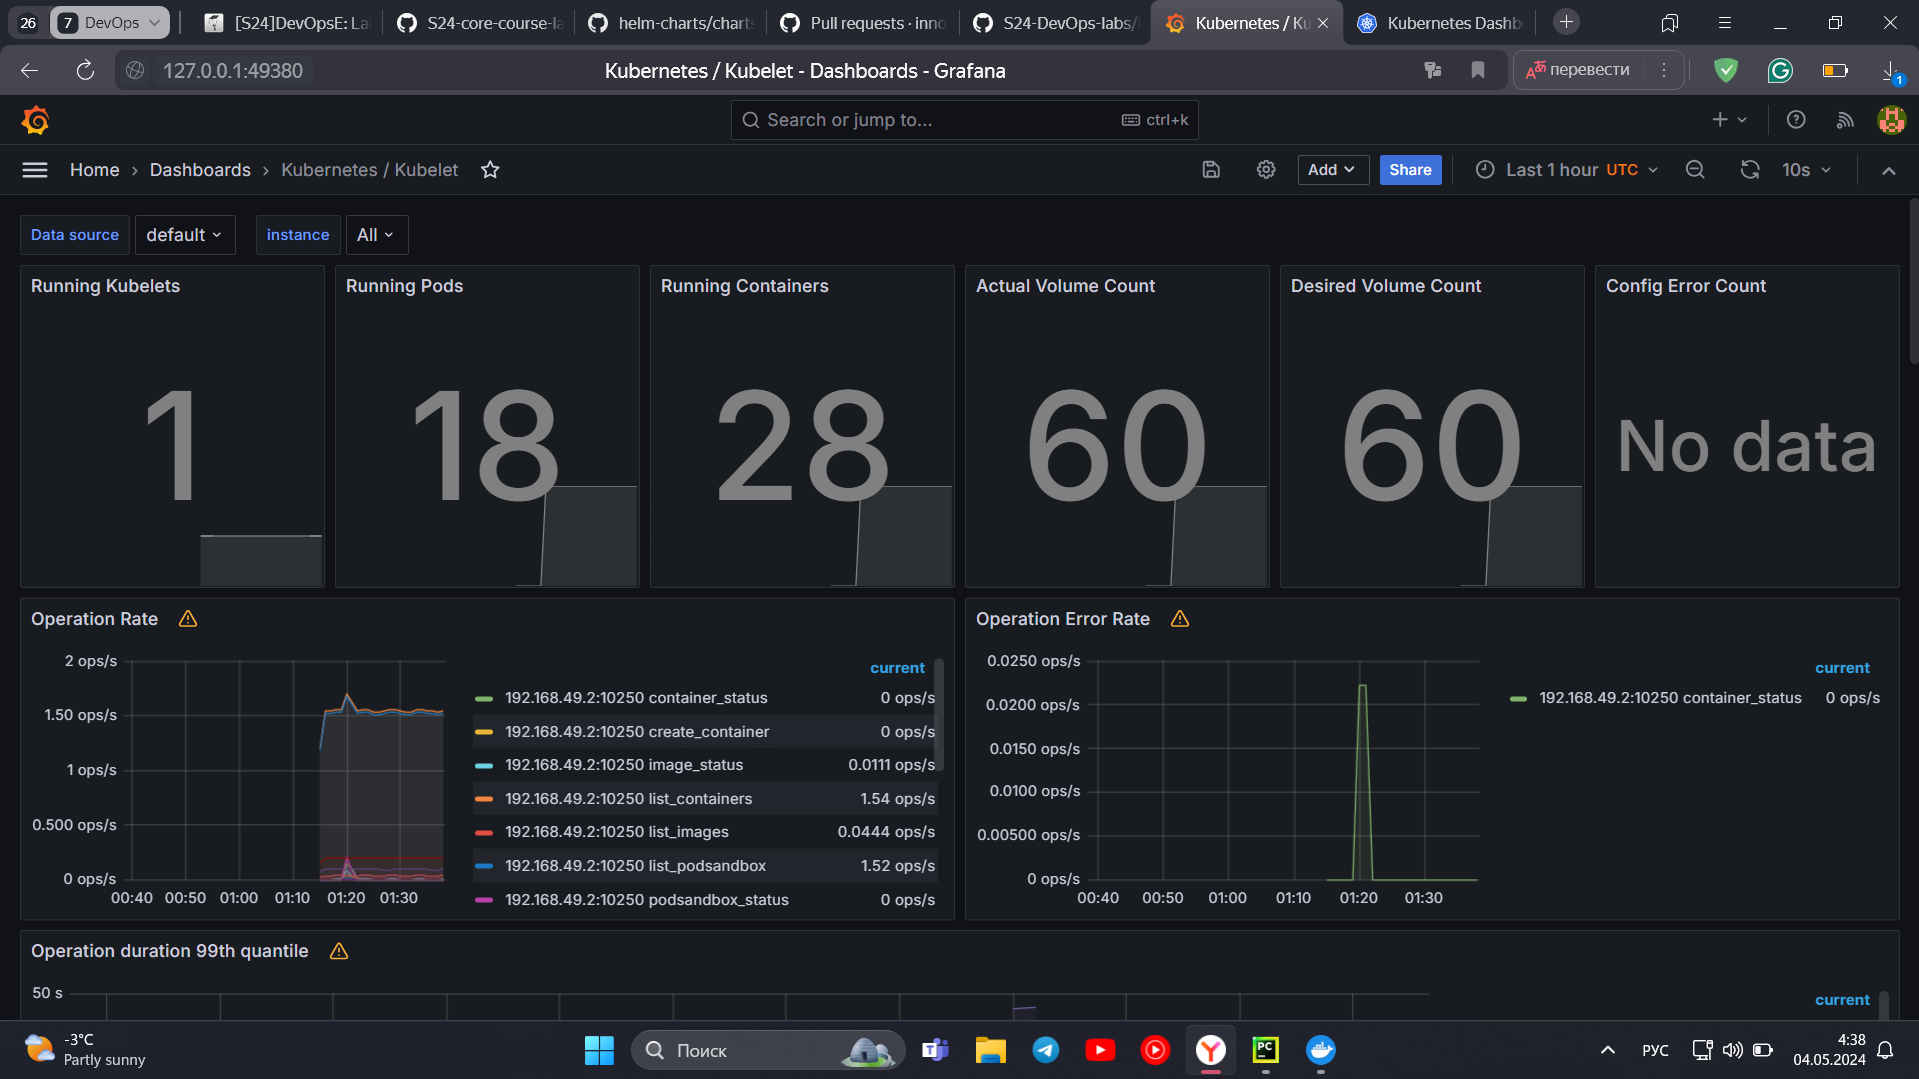 26
7 DevOps
[S24]DevOpsE: La
S24-core-course-la
helm-charts/charts
Pull requests · inno
S24-DevOps-labs/
Kubernetes / Ku
Kubernetes Dashb
127.0.0.1:49380
Kubernetes / Kubelet - Dashboards - Grafana
перевести
1
Search or jump to...
ctrl+k
Home › Dashboards › Kubernetes / Kubelet
Add
Share
Last 1 hour UTC
10s
Data source
default
instance
All
Running Kubelets
1
Running Pods
18
Running Containers
28
Actual Volume Count
60
Desired Volume Count
60
Config Error Count
No data
Operation Rate
2 ops/s
1.50 ops/s
1 ops/s
0.500 ops/s
0 ops/s
00:40 00:50 01:00 01:10 01:20 01:30
current
192.168.49.2:10250 container_status 0 ops/s
192.168.49.2:10250 create_container 0 ops/s
192.168.49.2:10250 image_status 0.0111 ops/s
192.168.49.2:10250 list_containers 1.54 ops/s
192.168.49.2:10250 list_images 0.0444 ops/s
192.168.49.2:10250 list_podsandbox 1.52 ops/s
192.168.49.2:10250 podsandbox_status 0 ops/s
Operation Error Rate
0.0250 ops/s
0.0200 ops/s
0.0150 ops/s
0.0100 ops/s
0.00500 ops/s
0 ops/s
00:40 00:50 01:00 01:10 01:20 01:30
current
192.168.49.2:10250 container_status 0 ops/s
Operation duration 99th quantile
50 s
current
-3°C
Partly sunny
Поиск
PC
РУС
4:38
04.05.2024